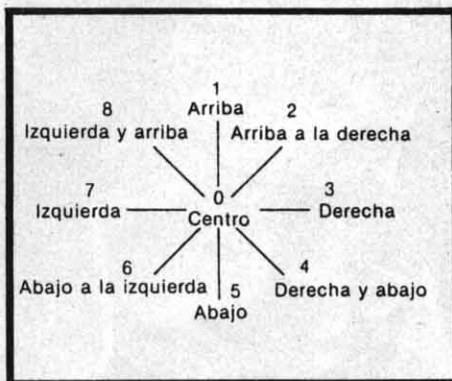 1
Arriba
8
Izquierda y arriba
2
Arriba a la derecha
7
Izquierda
0
Centro
3
Derecha
6
Abajo a la izquierda
5
Abajo
4
Derecha y abajo